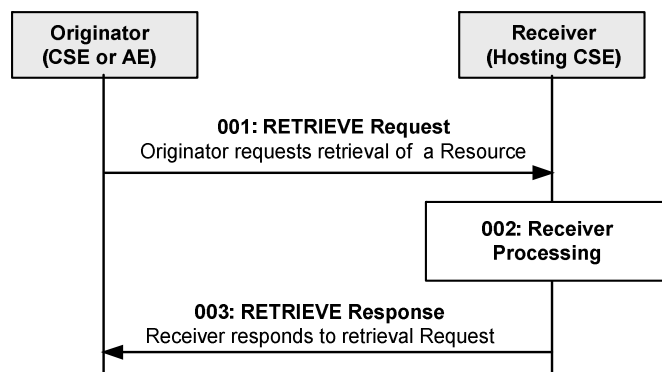 Originator
(CSE or AE)
Receiver
(Hosting CSE)
001: RETRIEVE Request
Originator requests retrieval of a Resource
002: Receiver
Processing
003: RETRIEVE Response
Receiver responds to retrieval Request